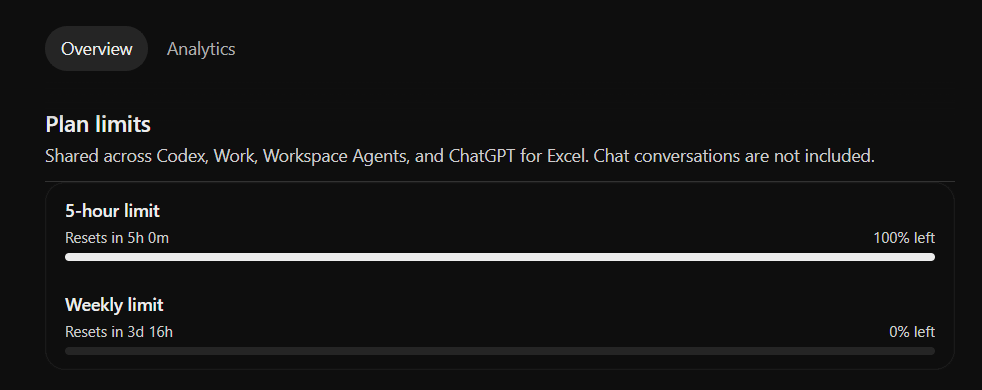 Overview
Analytics
Plan limits
Shared across Codex, Work, Workspace Agents, and ChatGPT for Excel. Chat conversations are not included.
5-hour limit
Resets in 5h 0m
100% left
Weekly limit
Resets in 3d 16h
0% left